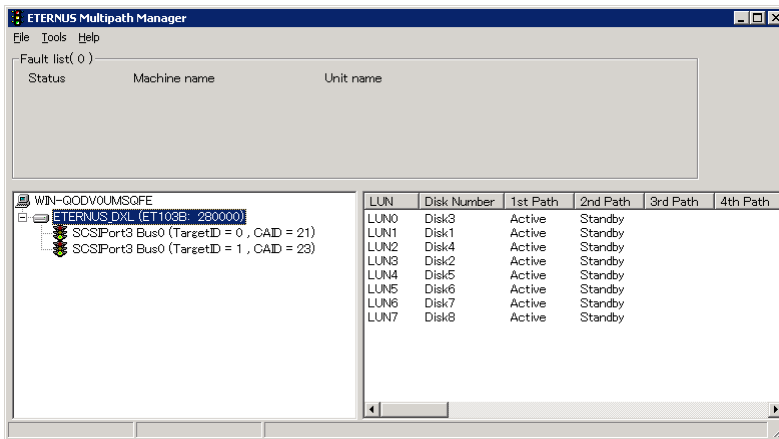 ETERNUS Multipath Manager
File Tools Help
Fault list( 0 )
Status Machine name Unit name
WIN-QODV0UMSQFE
ETERNUS_DXL (ET103B: 280000)
SCSIPort3 Bus0 (TargetID = 0 , CAID = 21)
SCSIPort3 Bus0 (TargetID = 1 , CAID = 23)
LUN Disk Number 1st Path 2nd Path 3rd Path 4th Path
LUN0 Disk3 Active Standby
LUN1 Disk1 Active Standby
LUN2 Disk4 Active Standby
LUN3 Disk2 Active Standby
LUN4 Disk5 Active Standby
LUN5 Disk6 Active Standby
LUN6 Disk7 Active Standby
LUN7 Disk8 Active Standby